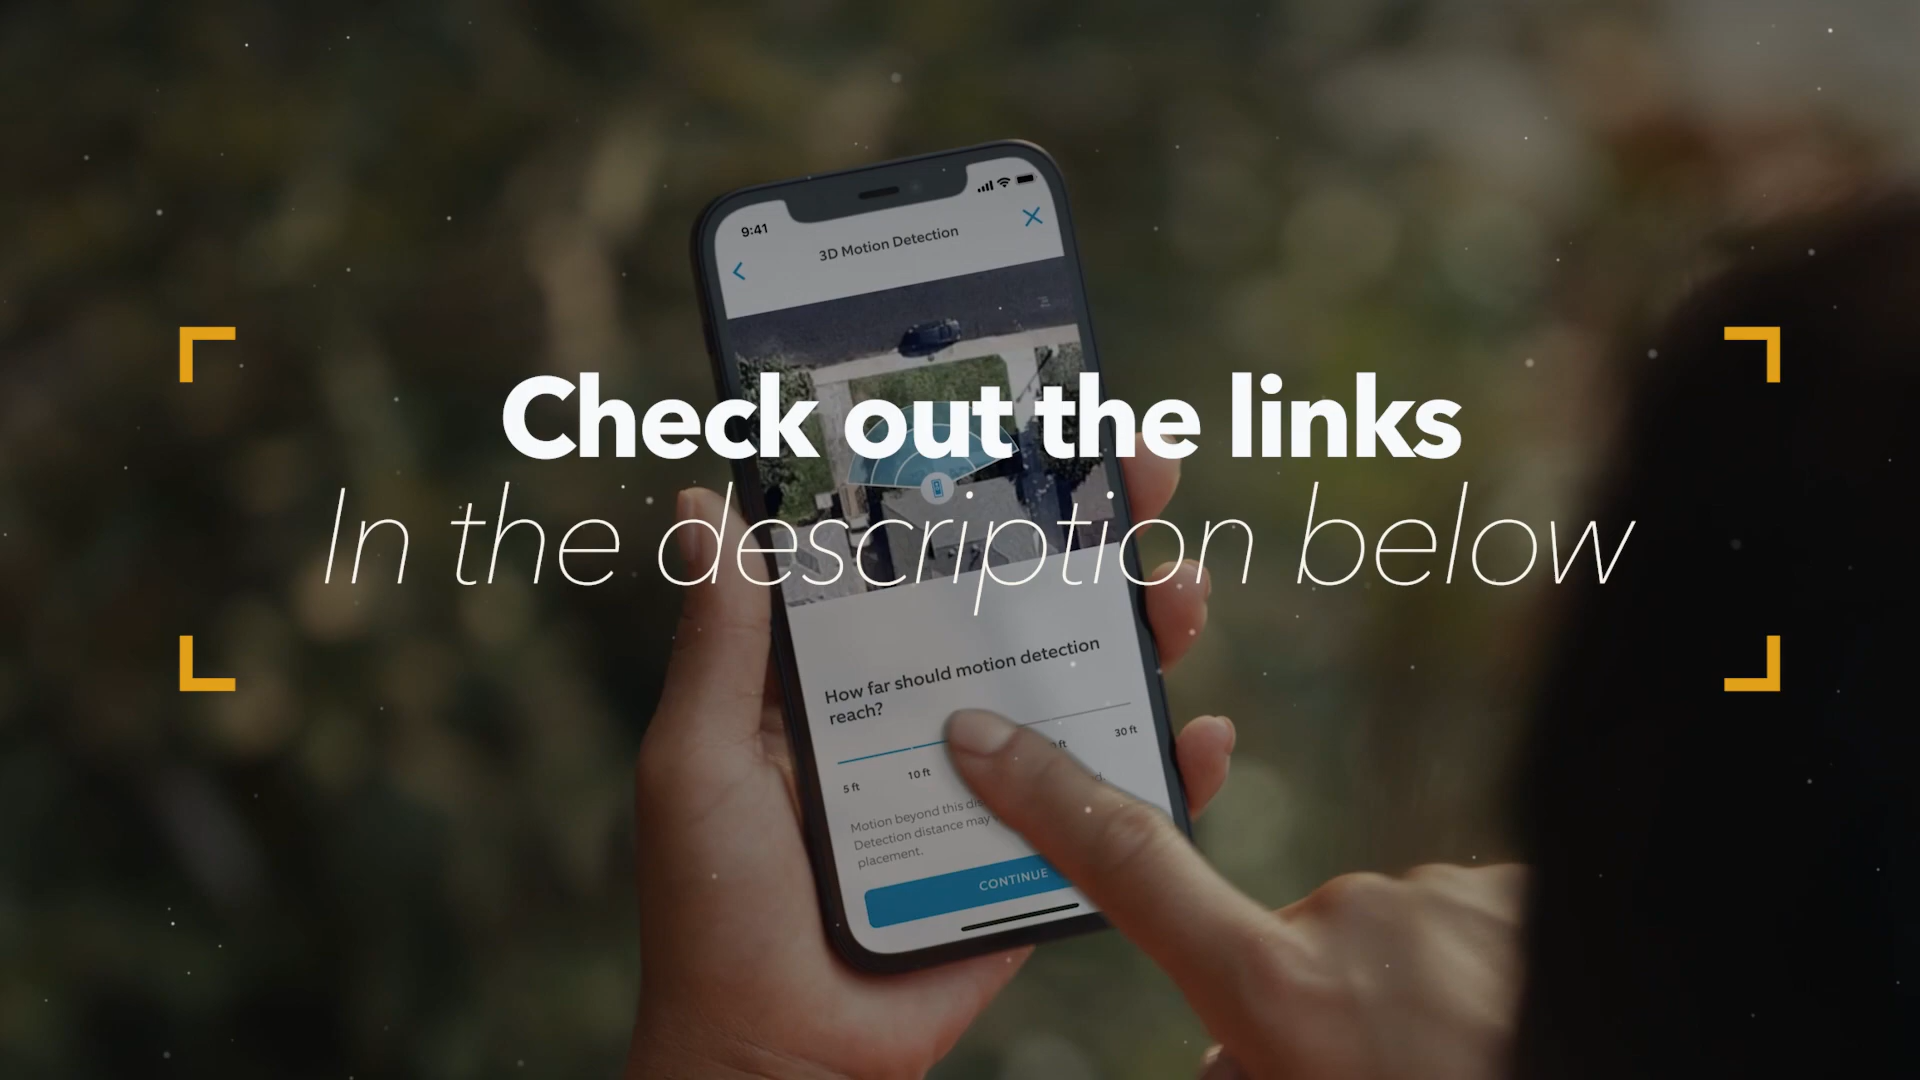 9:41
3D Motion Detection
Check out the links
In the description below
How far should motion detection
reach?
5 ft
10 ft
ft
30 ft
Motion beyond this
Detection distance may
placement.
CONTINUE